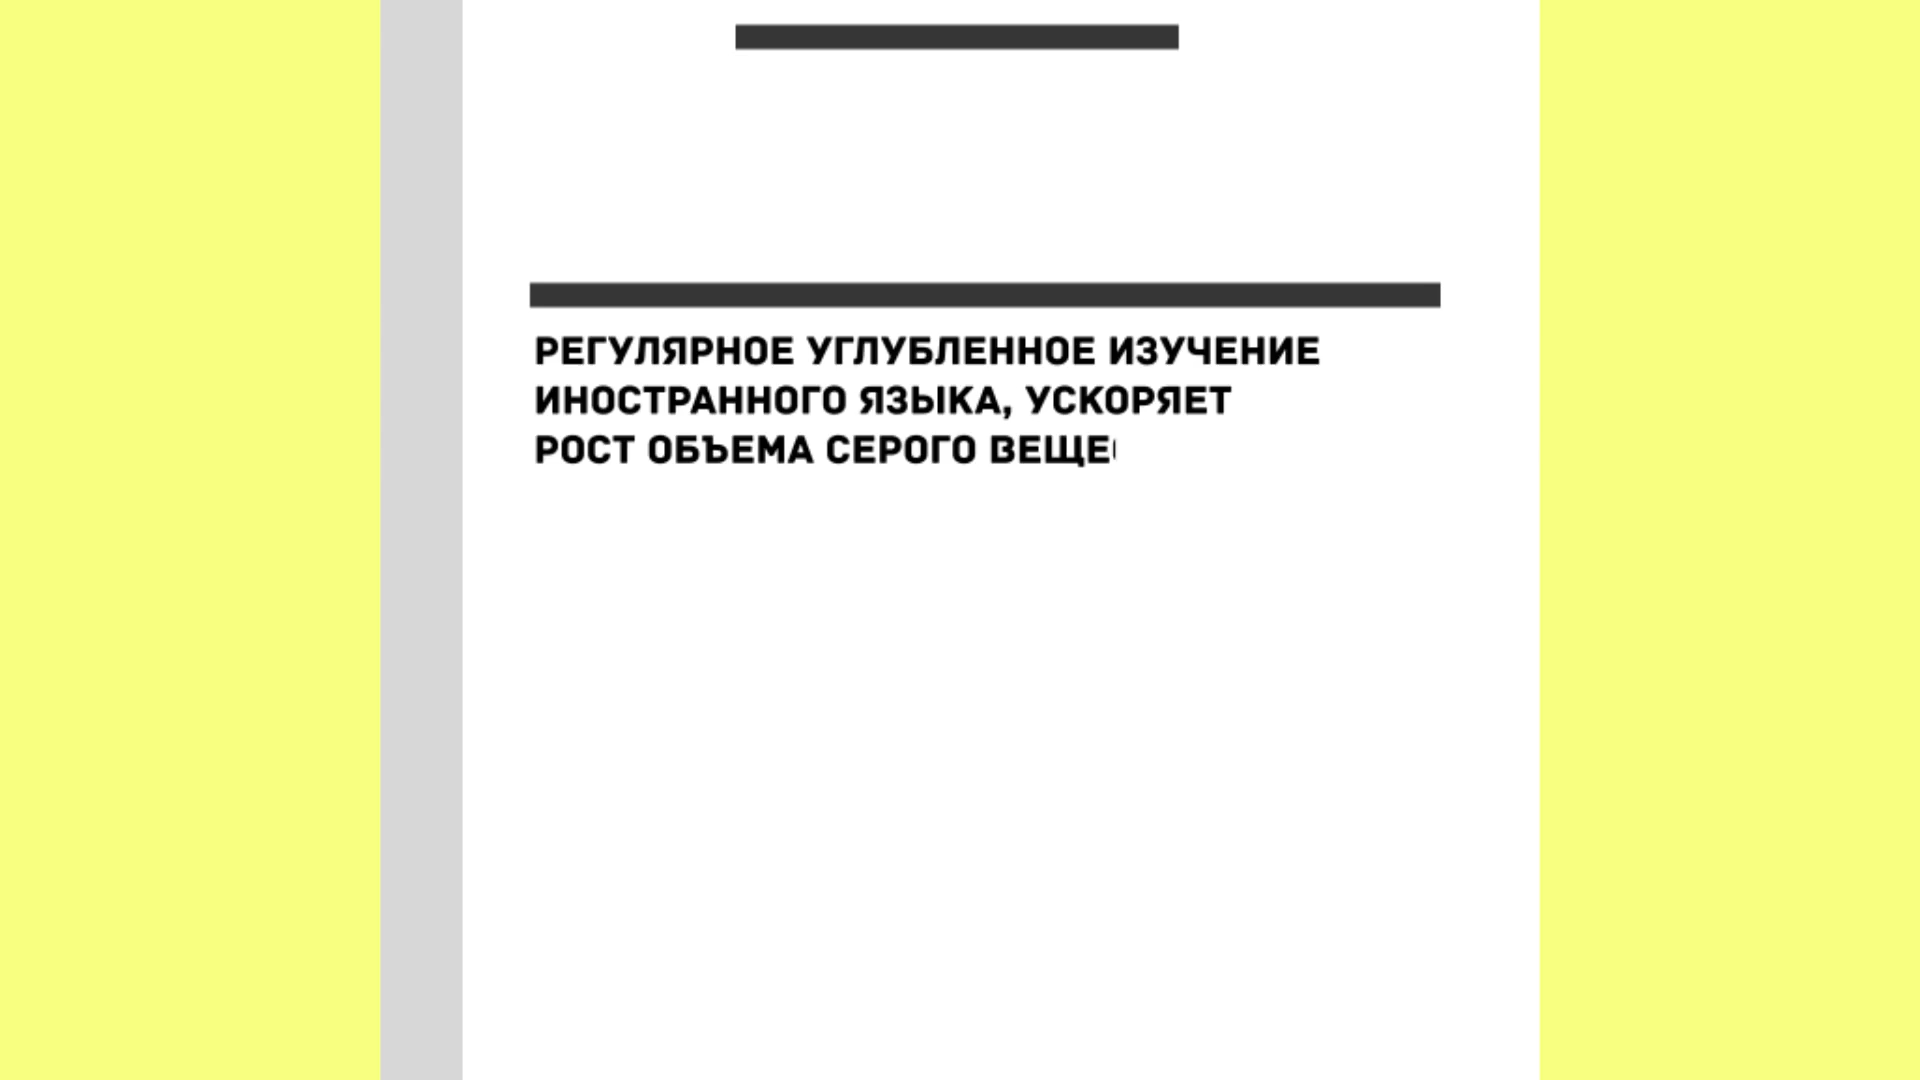 РЕГУЛЯРНОЕ УГЛУБЛЕННОЕ ИЗУЧЕНИЕ
ИНОСТРАННОГО ЯЗЫКА, УСКОРЯЕТ
РОСТ ОБЪЕМА СЕРОГО ВЕЩЕ